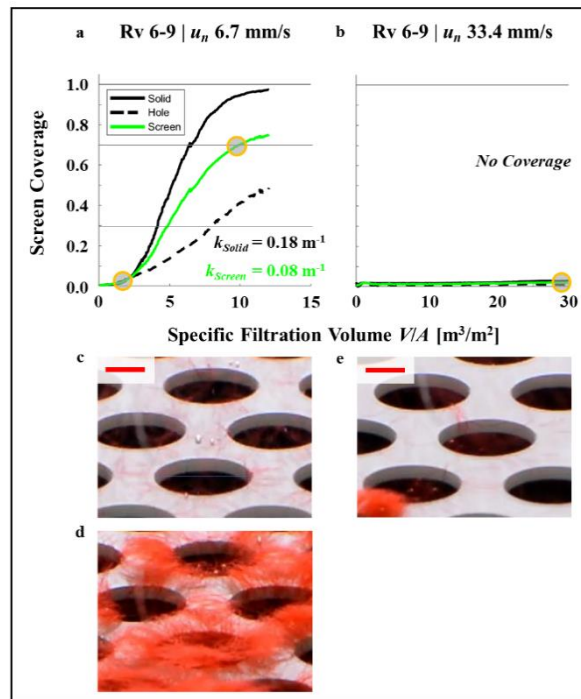 a Rv 6-9 | uₙ 6.7 mm/s b Rv 6-9 | uₙ 33.4 mm/s
1.0
Solid
Hole
Screen
0.8
0.6
0.4
0.2
0.0
Screen Coverage
No Coverage
k_Solid = 0.18 m⁻¹
k_Screen = 0.08 m⁻¹
0 5 10 15 0 10 20 30
Specific Filtration Volume V/A [m³/m²]
c e
d